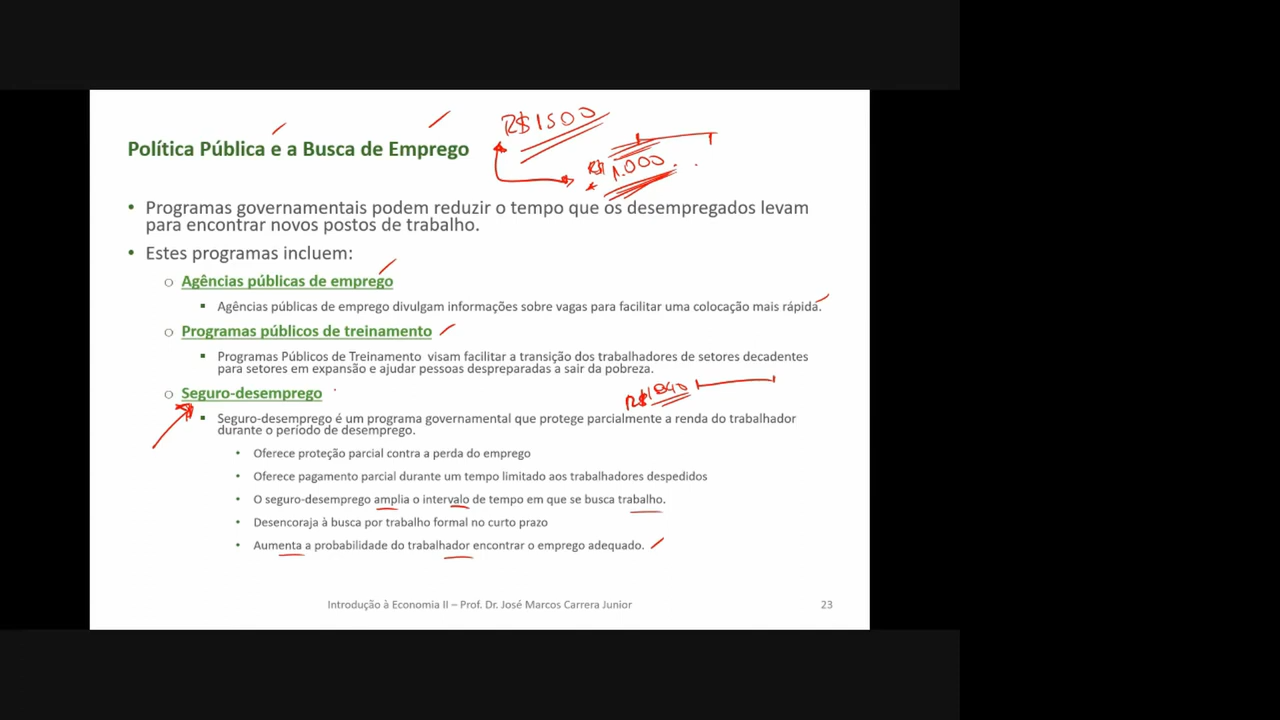 R$ 1500
Política Pública e a Busca de Emprego
R$ 1.000
• Programas governamentais podem reduzir o tempo que os desempregados levam
para encontrar novos postos de trabalho.
• Estes programas incluem:
o Agências públicas de emprego
▪ Agências públicas de emprego divulgam informações sobre vagas para facilitar uma colocação mais rápida.
o Programas públicos de treinamento
▪ Programas Públicos de Treinamento visam facilitar a transição dos trabalhadores de setores decadentes
para setores em expansão e ajudar pessoas despreparadas a sair da pobreza.
o Seguro-desemprego
▪ Seguro-desemprego é um programa governamental que protege parcialmente a renda do trabalhador
durante o período de desemprego.
• Oferece proteção parcial contra a perda do emprego
• Oferece pagamento parcial durante um tempo limitado aos trabalhadores despedidos
• O seguro-desemprego amplia o intervalo de tempo em que se busca trabalho.
• Desencoraja à busca por trabalho formal no curto prazo
• Aumenta a probabilidade do trabalhador encontrar o emprego adequado.
Introdução à Economia II – Prof. Dr. José Marcos Carrera Junior
23